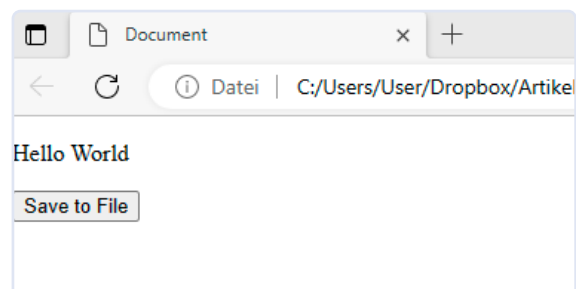 Document
Datei C:/Users/User/Dropbox/Artikel
Hello World
Save to File